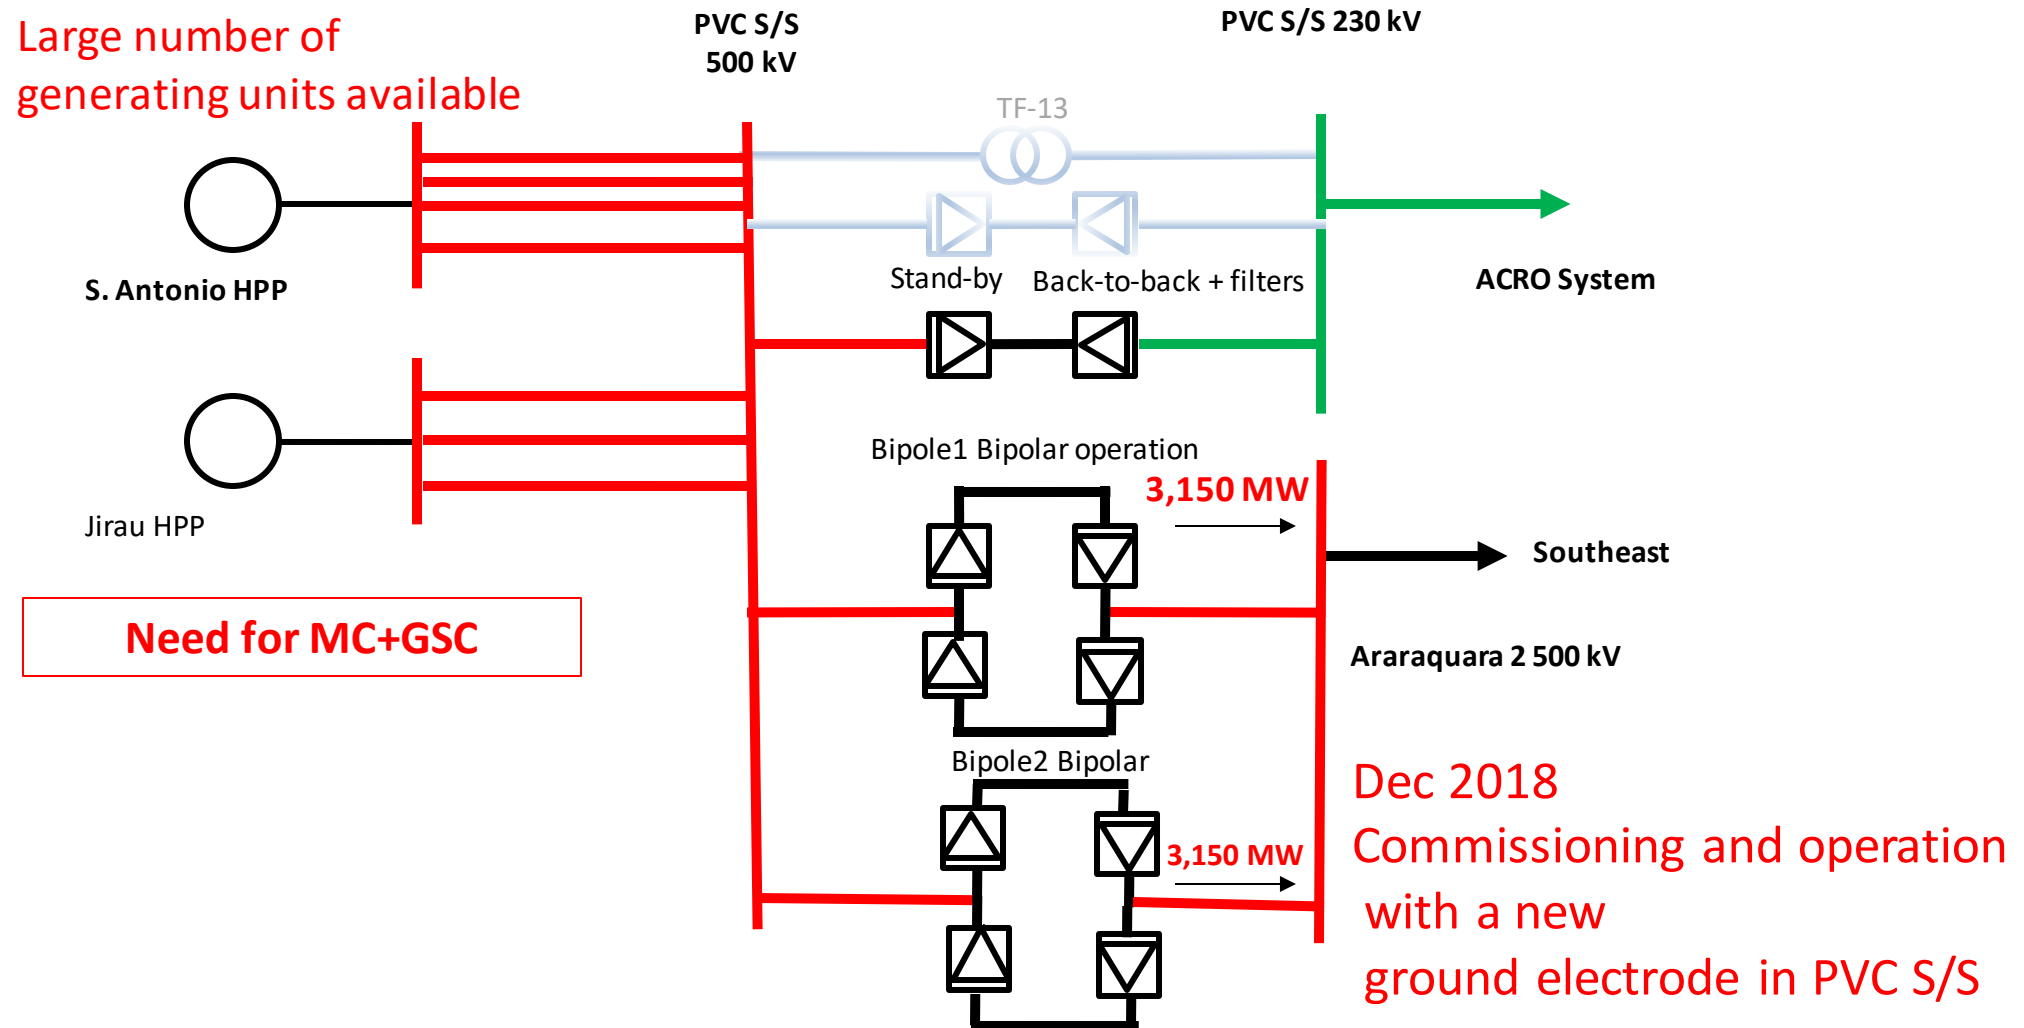 Large number of
generating units available
PVC S/S
500 kV
PVC S/S 230 kV
TF-13
S. Antonio HPP
Stand-by
Back-to-back + filters
ACRO System
Bipole1 Bipolar operation
3,150 MW
Jirau HPP
Southeast
Need for MC+GSC
Araraquara 2 500 kV
Bipole2 Bipolar
3,150 MW
Dec 2018
Commissioning and operation
with a new
ground electrode in PVC S/S